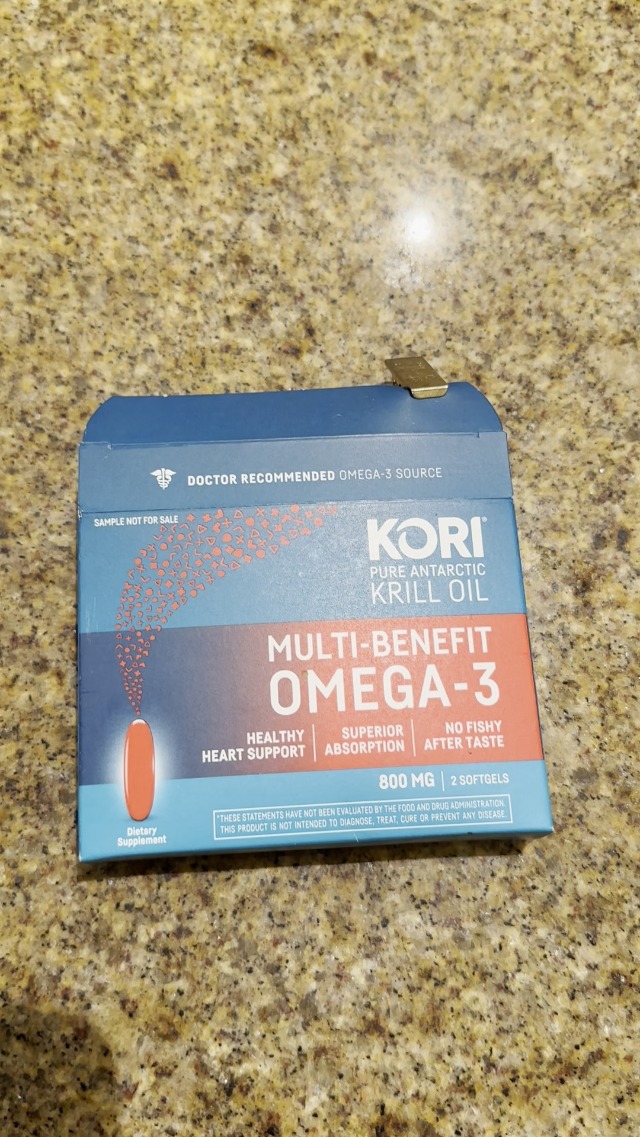 DOCTOR RECOMMENDED OMEGA-3 SOURCE
SAMPLE NOT FOR SALE
KORI®
PURE ANTARCTIC
KRILL OIL
MULTI-BENEFIT
OMEGA-3
HEALTHY
HEART SUPPORT
SUPERIOR
ABSORPTION
NO FISHY
AFTER TASTE
800 MG | 2 SOFTGELS
Dietary
Supplement
*THESE STATEMENTS HAVE NOT BEEN EVALUATED BY THE FOOD AND DRUG ADMINISTRATION.
THIS PRODUCT IS NOT INTENDED TO DIAGNOSE, TREAT, CURE OR PREVENT ANY DISEASE.